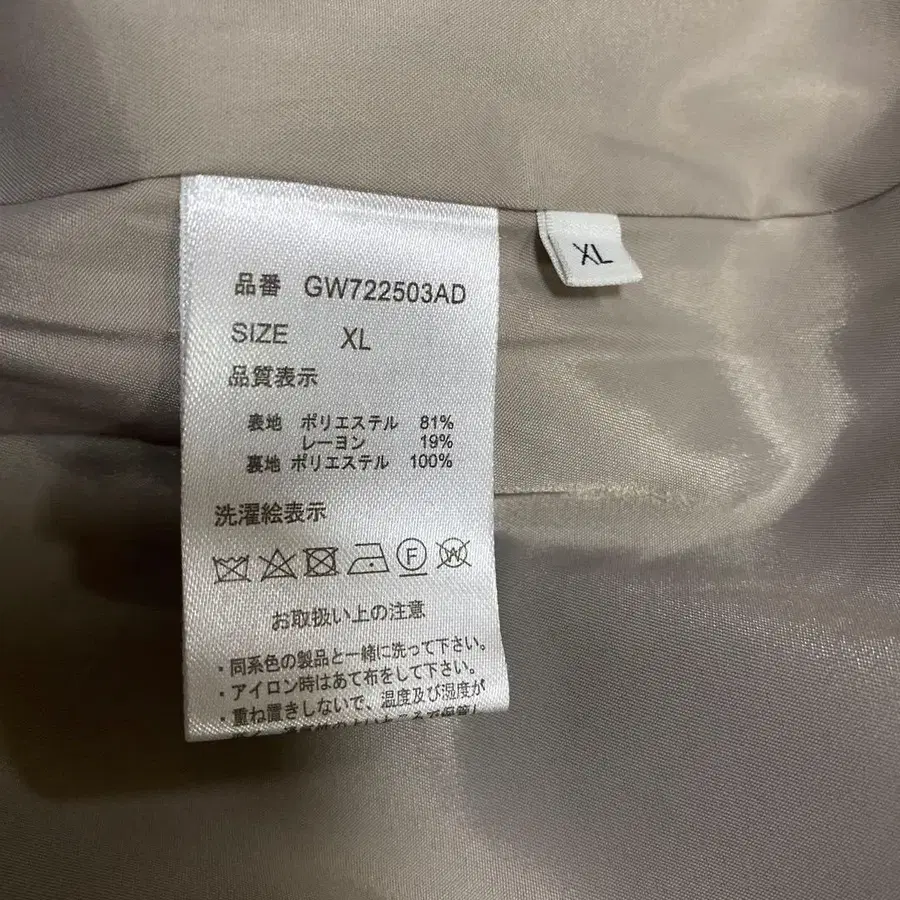 品番 GW722503AD
XL
SIZE XL
品質表示
表地 ポリエステル 81%
レーヨン 19%
裏地 ポリエステル 100%
洗濯絵表示
F W
お取扱い上の注意
・同系色の製品と一緒に洗って下さい。
・アイロン時はあて布をして下さい。
・重ね置きしないで、温度及び湿度が